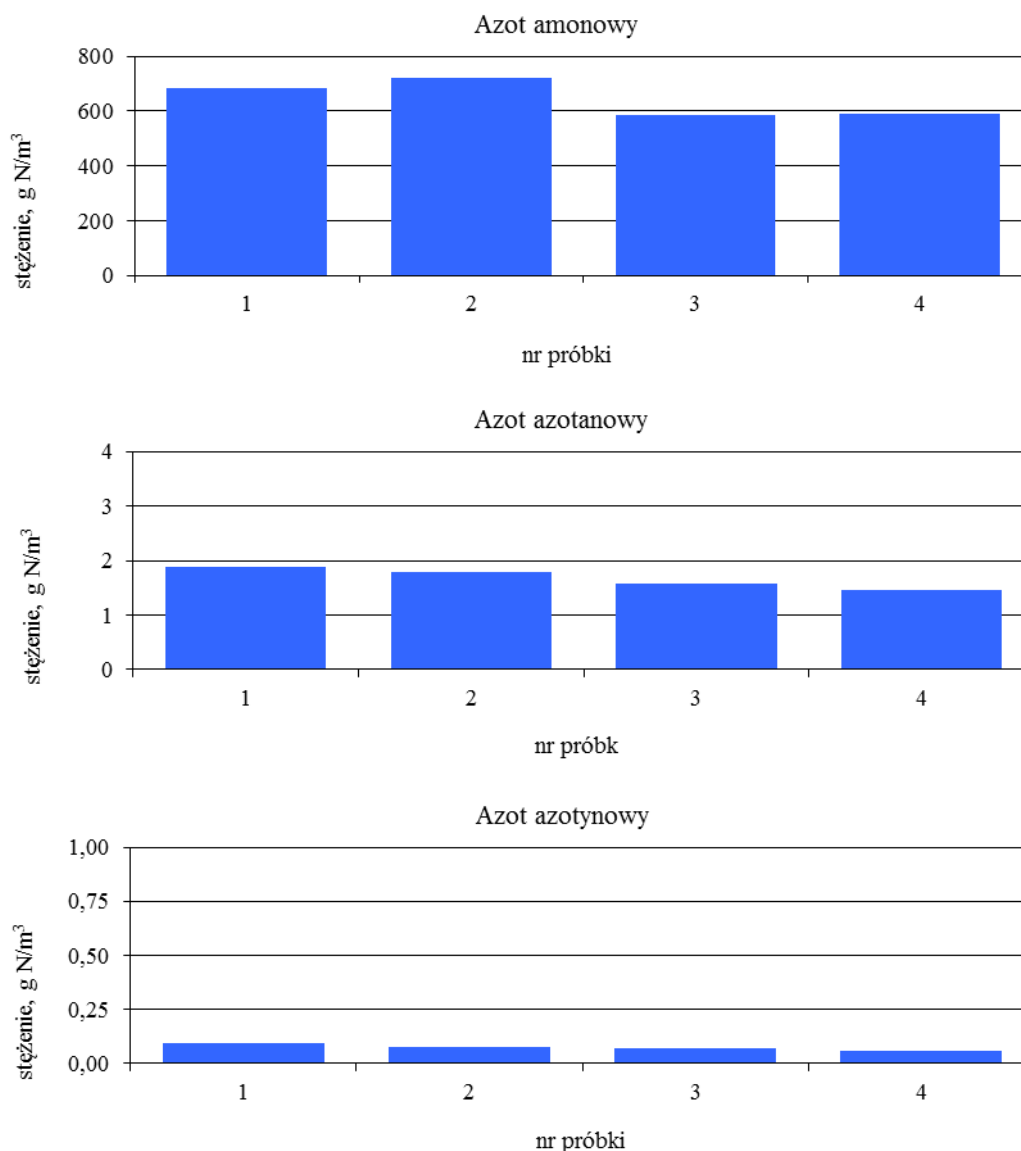 Azot amonowy
800
600
400
200
0
stężenie, g N/m³
1 2 3 4
nr próbki
Azot azotanowy
4
3
2
1
0
stężenie, g N/m³
1 2 3 4
nr próbk
Azot azotynowy
1,00
0,75
0,50
0,25
0,00
stężenie, g N/m³
1 2 3 4
nr próbki